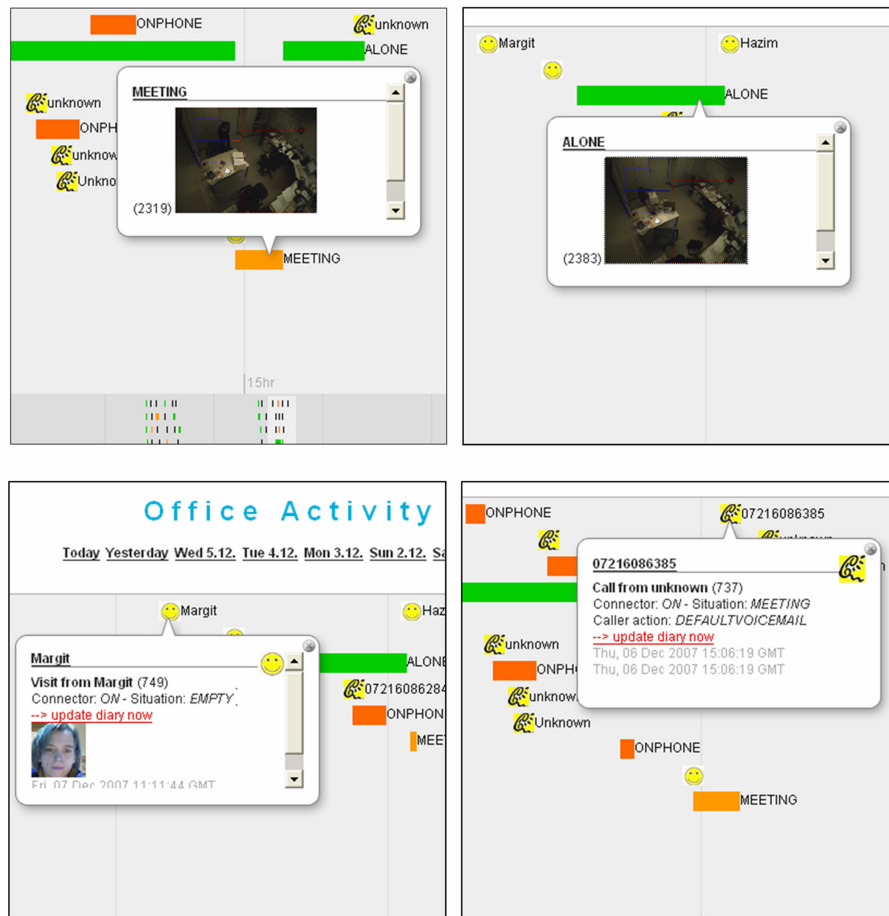 ONPHONE
unknown
ALONE
MEETING
unknown
ONPH
unknow
Unkno
(2319)
MEETING
15hr
Margit
Hazim
ALONE
ALONE
(2383)
Office Activity
Today Yesterday Wed 5.12. Tue 4.12. Mon 3.12. Sun 2.12. Sa
Margit
Haz
Margit
ALONE
Visit from Margit (749)
Connector: ON - Situation: EMPTY
--> update diary now
07216086284
ONPHON
MEE
Fri, 07 Dec 2007 11:11:44 GMT
ONPHONE
07216086385
07216086385
Call from unknown (737)
Connector: ON - Situation: MEETING
Caller action: DEFAULTVOICEMAIL
--> update diary now
Thu, 06 Dec 2007 15:06:19 GMT
Thu, 06 Dec 2007 15:06:19 GMT
unknown
ONPH
unknow
Unknown
ONPHONE
MEETING